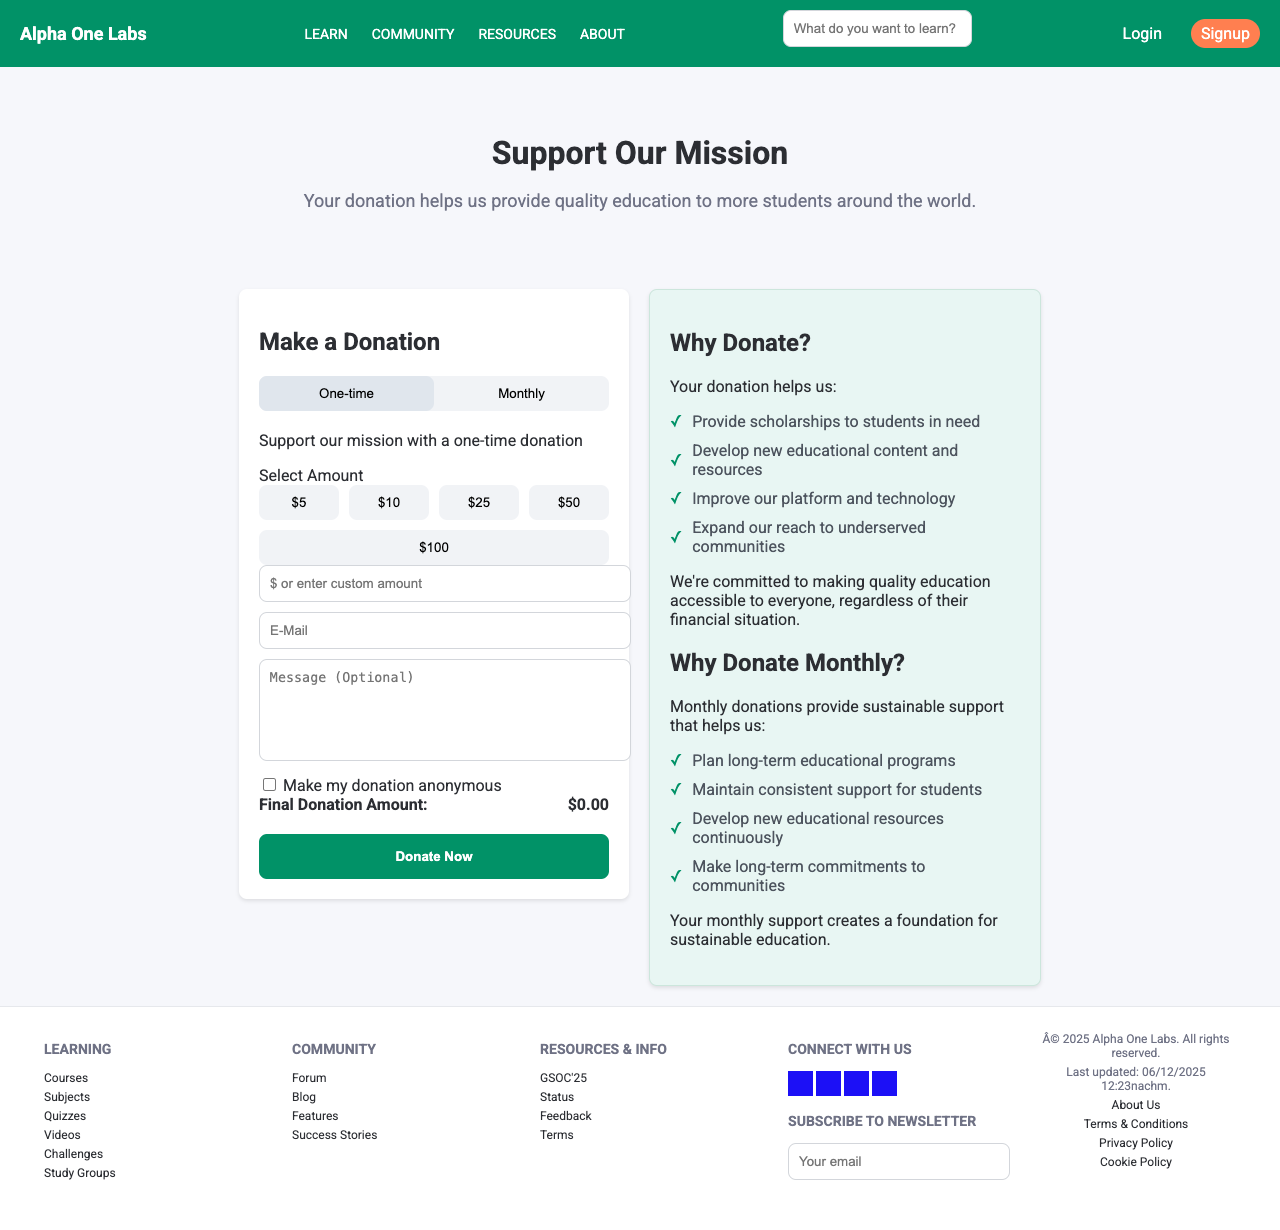 Alpha One Labs
LEARN COMMUNITY RESOURCES ABOUT
What do you want to learn?
Login Signup
Support Our Mission
Your donation helps us provide quality education to more students around the world.
Make a Donation
One-time Monthly
Support our mission with a one-time donation
Select Amount
$5 $10 $25 $50
$100
$ or enter custom amount
E-Mail
Message (Optional)
Make my donation anonymous
Final Donation Amount: $0.00
Donate Now
Why Donate?
Your donation helps us:
✓ Provide scholarships to students in need
✓ Develop new educational content and
resources
✓ Improve our platform and technology
✓ Expand our reach to underserved
communities
We're committed to making quality education
accessible to everyone, regardless of their
financial situation.
Why Donate Monthly?
Monthly donations provide sustainable support
that helps us:
✓ Plan long-term educational programs
✓ Maintain consistent support for students
✓ Develop new educational resources
continuously
✓ Make long-term commitments to
communities
Your monthly support creates a foundation for
sustainable education.
LEARNING
Courses
Subjects
Quizzes
Videos
Challenges
Study Groups
COMMUNITY
Forum
Blog
Features
Success Stories
RESOURCES & INFO
GSOC'25
Status
Feedback
Terms
CONNECT WITH US
SUBSCRIBE TO NEWSLETTER
Your email
Â© 2025 Alpha One Labs. All rights
reserved.
Last updated: 06/12/2025
12:23nachm.
About Us
Terms & Conditions
Privacy Policy
Cookie Policy